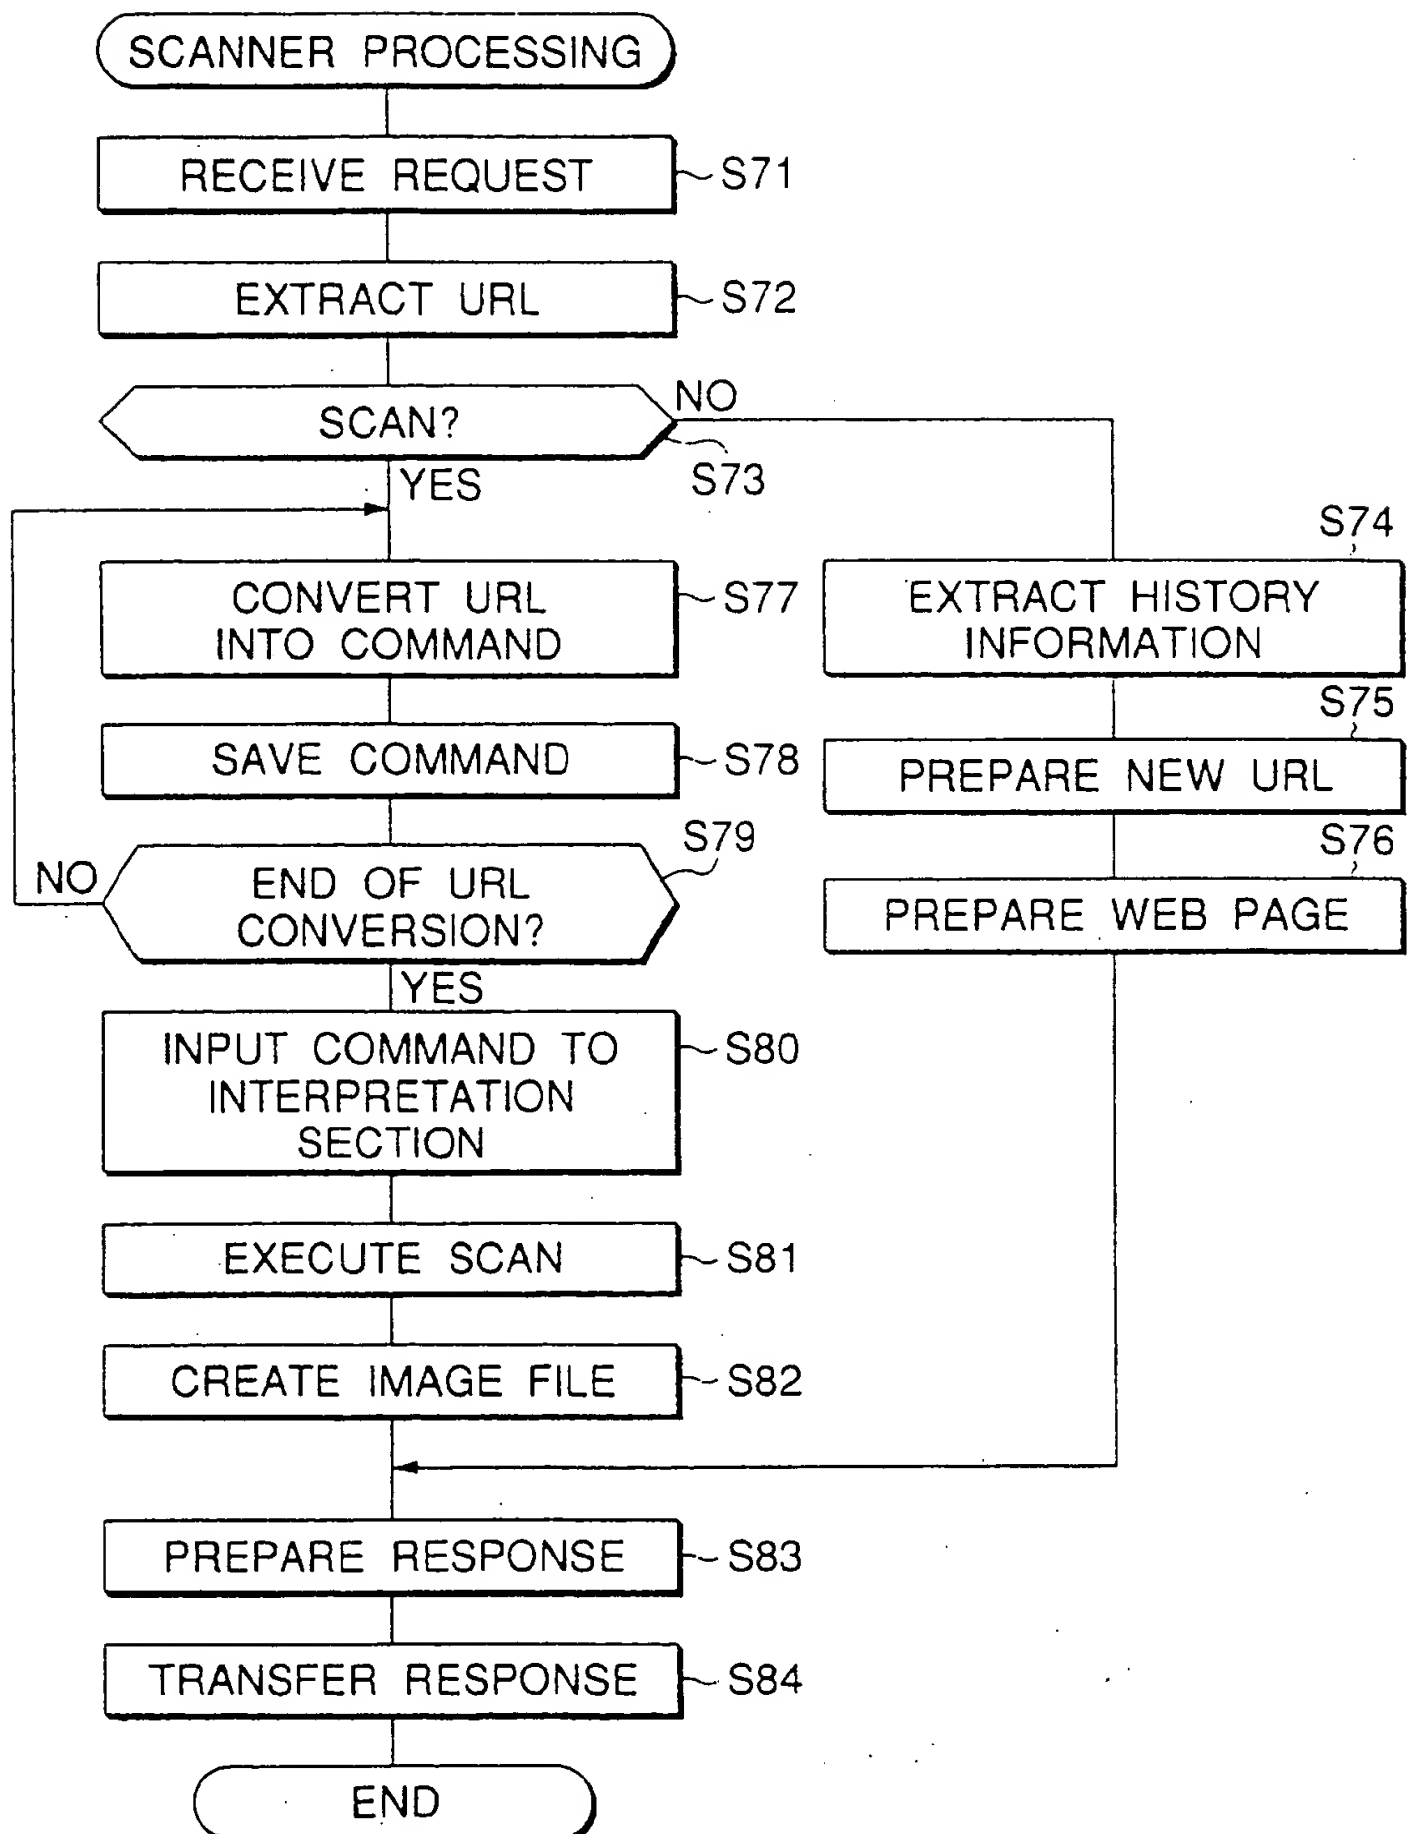 SCANNER PROCESSING
RECEIVE REQUEST
S71
EXTRACT URL
S72
SCAN?
NO
S73
YES
CONVERT URL
INTO COMMAND
S77
SAVE COMMAND
S78
S79
NO
END OF URL
CONVERSION?
YES
INPUT COMMAND TO
INTERPRETATION
SECTION
S80
EXECUTE SCAN
S81
CREATE IMAGE FILE
S82
S74
EXTRACT HISTORY
INFORMATION
S75
PREPARE NEW URL
S76
PREPARE WEB PAGE
PREPARE RESPONSE
S83
TRANSFER RESPONSE
S84
END